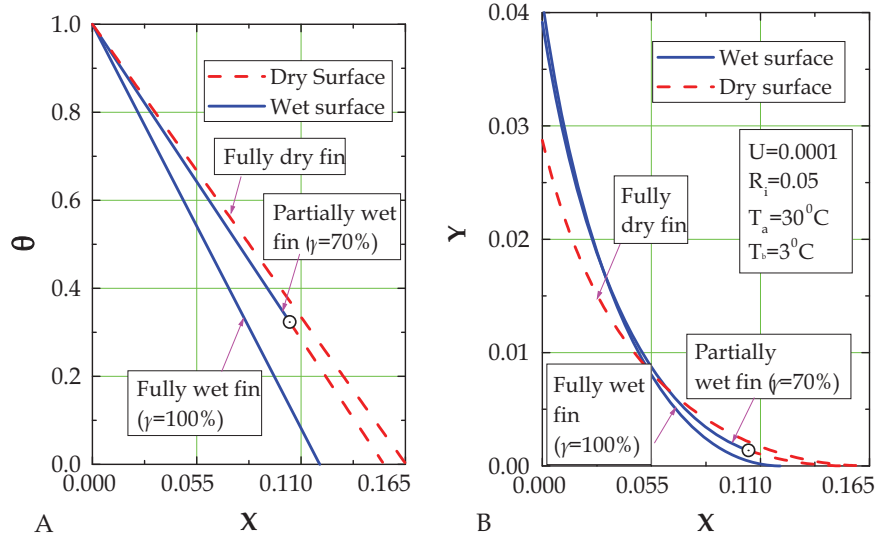 1.0
0.8
0.6
0.4
0.2
0.0
θ
0.000
0.055
0.110
0.165
X
A
Dry Surface
Wet surface
Fully dry fin
Partially wet
fin (γ=70%)
Fully wet fin
(γ=100%)
0.04
0.03
0.02
0.01
0.00
Y
0.000
0.055
0.110
0.165
X
B
Wet surface
Dry surface
U=0.0001
Ri=0.05
Ta=30⁰C
Tb=3⁰C
Fully
dry fin
Partially
wet fin (γ=70%)
Fully wet
fin
(γ=100%)